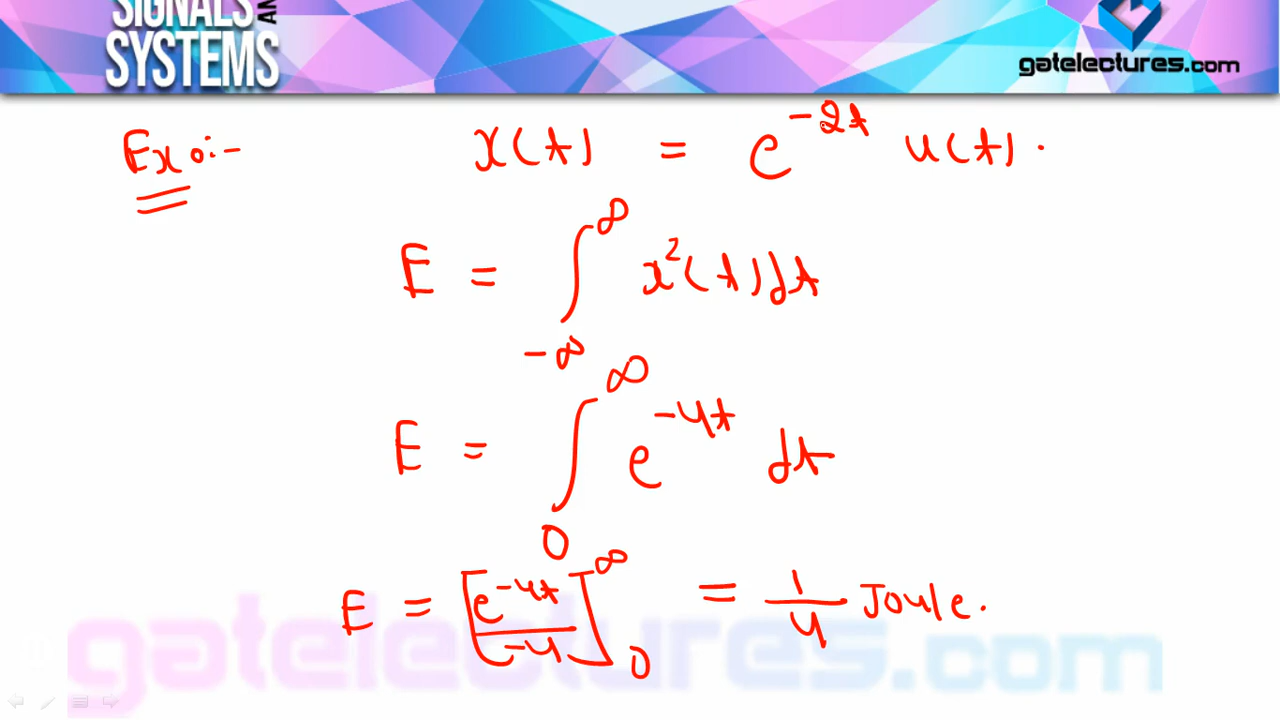 SIGNALS AN
SYSTEMS
gatelectures.com
Ex:- x(t) = e^{-2t} u(t).
E = ∫_{-∞}^{∞} x²(t)dt
E = ∫_{0}^{∞} e^{-4t} dt
E = [e^{-4t}/-4]_{0}^{∞} = 1/4 Joule.
gatelectures.com